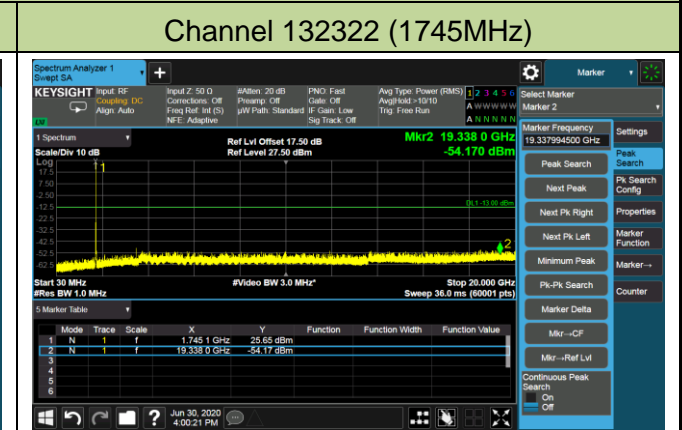 Channel 132322 (1745MHz)
Spectrum Analyzer 1
Swept SA
Marker
KEYSIGHT
Input: RF
Coupling: DC
Align: Auto
Input Z: 50 Ω
Corrections: Off
Freq Ref: Int (S)
NFE: Adaptive
#Atten: 20 dB
Preamp: Off
µW Path: Standard
PNO: Fast
Gate: Off
IF Gain: Low
Sig Track: Off
Avg Type: Power (RMS)
Avg|Hold:>10/10
Trig: Free Run
1 2 3 4 5 6
A W W W W W
A N N N N N
Select Marker
Marker 2
Marker Frequency
19.337994500 GHz
Settings
Peak Search
Peak
Search
Next Peak
Pk Search
Config
Next Pk Right
Properties
Next Pk Left
Marker
Function
Minimum Peak
Marker→
Pk-Pk Search
Counter
Marker Delta
Mkr→CF
Mkr→Ref Lvl
Continuous Peak
Search
On
Off
1 Spectrum
Scale/Div 10 dB
Ref Lvl Offset 17.50 dB
Ref Level 27.50 dBm
Mkr2 19.338 0 GHz
-54.170 dBm
Log
17.5
7.50
-2.50
-12.5
-22.5
-32.5
-42.5
-52.5
-62.5
1
DL1 -13.00 dBm
2
Start 30 MHz
#Video BW 3.0 MHz*
Stop 20.000 GHz
#Res BW 1.0 MHz
Sweep 36.0 ms (60001 pts)
5 Marker Table
Mode Trace Scale X Y Function Function Width Function Value
1 N 1 f 1.745 1 GHz 25.65 dBm
2 N 1 f 19.338 0 GHz -54.17 dBm
3
4
5
6
?
Jun 30, 2020
4:00:21 PM